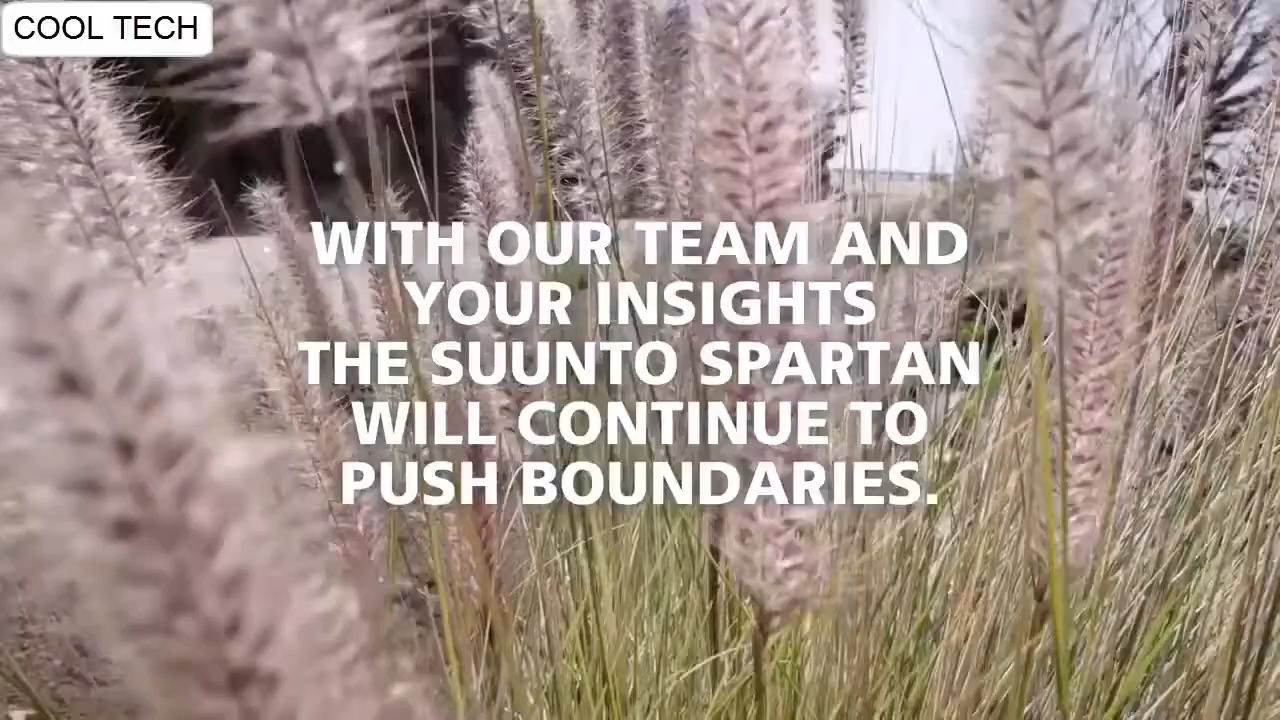 COOL TECH
WITH OUR TEAM AND
YOUR INSIGHTS
THE SUUNTO SPARTAN
WILL CONTINUE TO
PUSH BOUNDARIES.